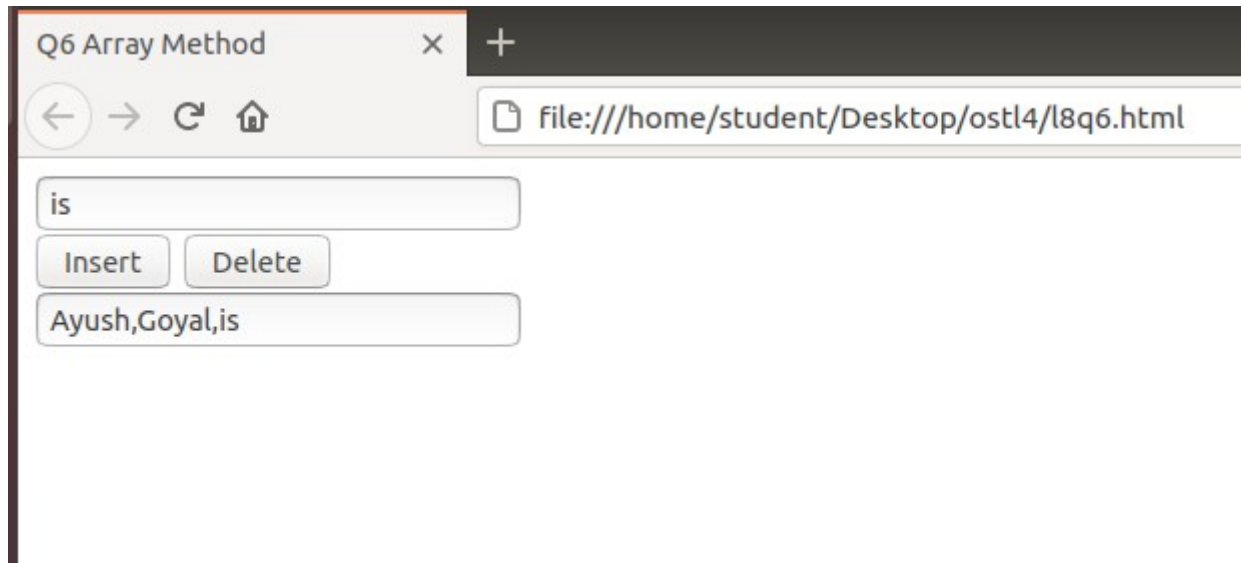 Q6 Array Method
file:///home/student/Desktop/ostl4/l8q6.html
is
Insert Delete
Ayush,Goyal,is